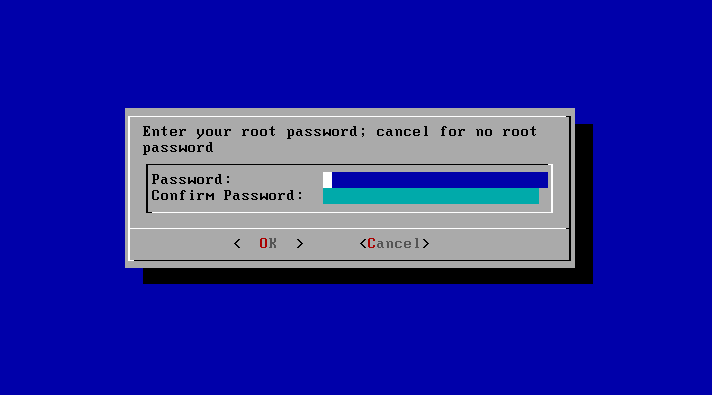 Enter your root password; cancel for no root
password
Password:
Confirm Password:
<  OK  >   <Cancel>